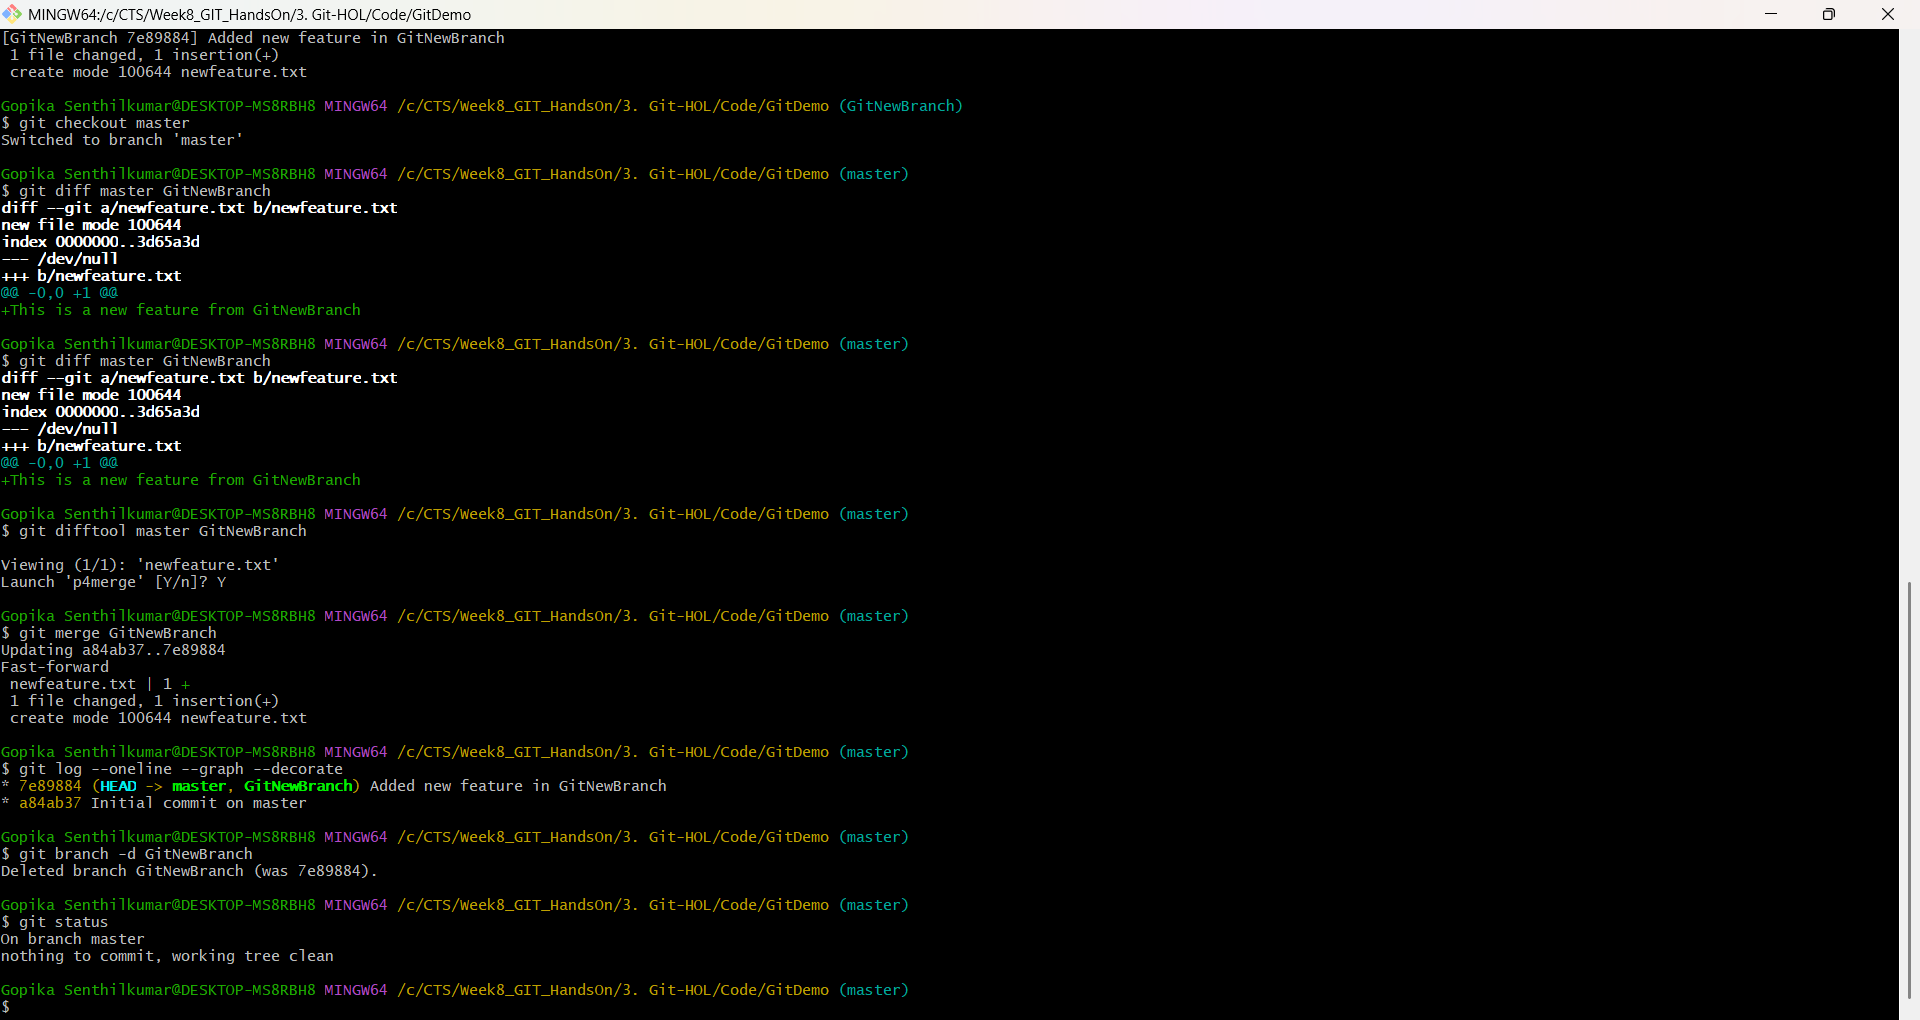 MINGW64:/c/CTS/Week8_GIT_HandsOn/3. Git-HOL/Code/GitDemo
[GitNewBranch 7e89884] Added new feature in GitNewBranch
 1 file changed, 1 insertion(+)
 create mode 100644 newfeature.txt

Gopika Senthilkumar@DESKTOP-MS8RBH8 MINGW64 /c/CTS/Week8_GIT_HandsOn/3. Git-HOL/Code/GitDemo (GitNewBranch)
$ git checkout master
Switched to branch 'master'

Gopika Senthilkumar@DESKTOP-MS8RBH8 MINGW64 /c/CTS/Week8_GIT_HandsOn/3. Git-HOL/Code/GitDemo (master)
$ git diff master GitNewBranch
diff --git a/newfeature.txt b/newfeature.txt
new file mode 100644
index 0000000..3d65a3d
--- /dev/null
+++ b/newfeature.txt
@@ -0,0 +1 @@
+This is a new feature from GitNewBranch

Gopika Senthilkumar@DESKTOP-MS8RBH8 MINGW64 /c/CTS/Week8_GIT_HandsOn/3. Git-HOL/Code/GitDemo (master)
$ git diff master GitNewBranch
diff --git a/newfeature.txt b/newfeature.txt
new file mode 100644
index 0000000..3d65a3d
--- /dev/null
+++ b/newfeature.txt
@@ -0,0 +1 @@
+This is a new feature from GitNewBranch

Gopika Senthilkumar@DESKTOP-MS8RBH8 MINGW64 /c/CTS/Week8_GIT_HandsOn/3. Git-HOL/Code/GitDemo (master)
$ git difftool master GitNewBranch

Viewing (1/1): 'newfeature.txt'
Launch 'p4merge' [Y/n]? Y

Gopika Senthilkumar@DESKTOP-MS8RBH8 MINGW64 /c/CTS/Week8_GIT_HandsOn/3. Git-HOL/Code/GitDemo (master)
$ git merge GitNewBranch
Updating a84ab37..7e89884
Fast-forward
 newfeature.txt | 1 +
 1 file changed, 1 insertion(+)
 create mode 100644 newfeature.txt

Gopika Senthilkumar@DESKTOP-MS8RBH8 MINGW64 /c/CTS/Week8_GIT_HandsOn/3. Git-HOL/Code/GitDemo (master)
$ git log --oneline --graph --decorate
* 7e89884 (HEAD -> master, GitNewBranch) Added new feature in GitNewBranch
* a84ab37 Initial commit on master

Gopika Senthilkumar@DESKTOP-MS8RBH8 MINGW64 /c/CTS/Week8_GIT_HandsOn/3. Git-HOL/Code/GitDemo (master)
$ git branch -d GitNewBranch
Deleted branch GitNewBranch (was 7e89884).

Gopika Senthilkumar@DESKTOP-MS8RBH8 MINGW64 /c/CTS/Week8_GIT_HandsOn/3. Git-HOL/Code/GitDemo (master)
$ git status
On branch master
nothing to commit, working tree clean

Gopika Senthilkumar@DESKTOP-MS8RBH8 MINGW64 /c/CTS/Week8_GIT_HandsOn/3. Git-HOL/Code/GitDemo (master)
$